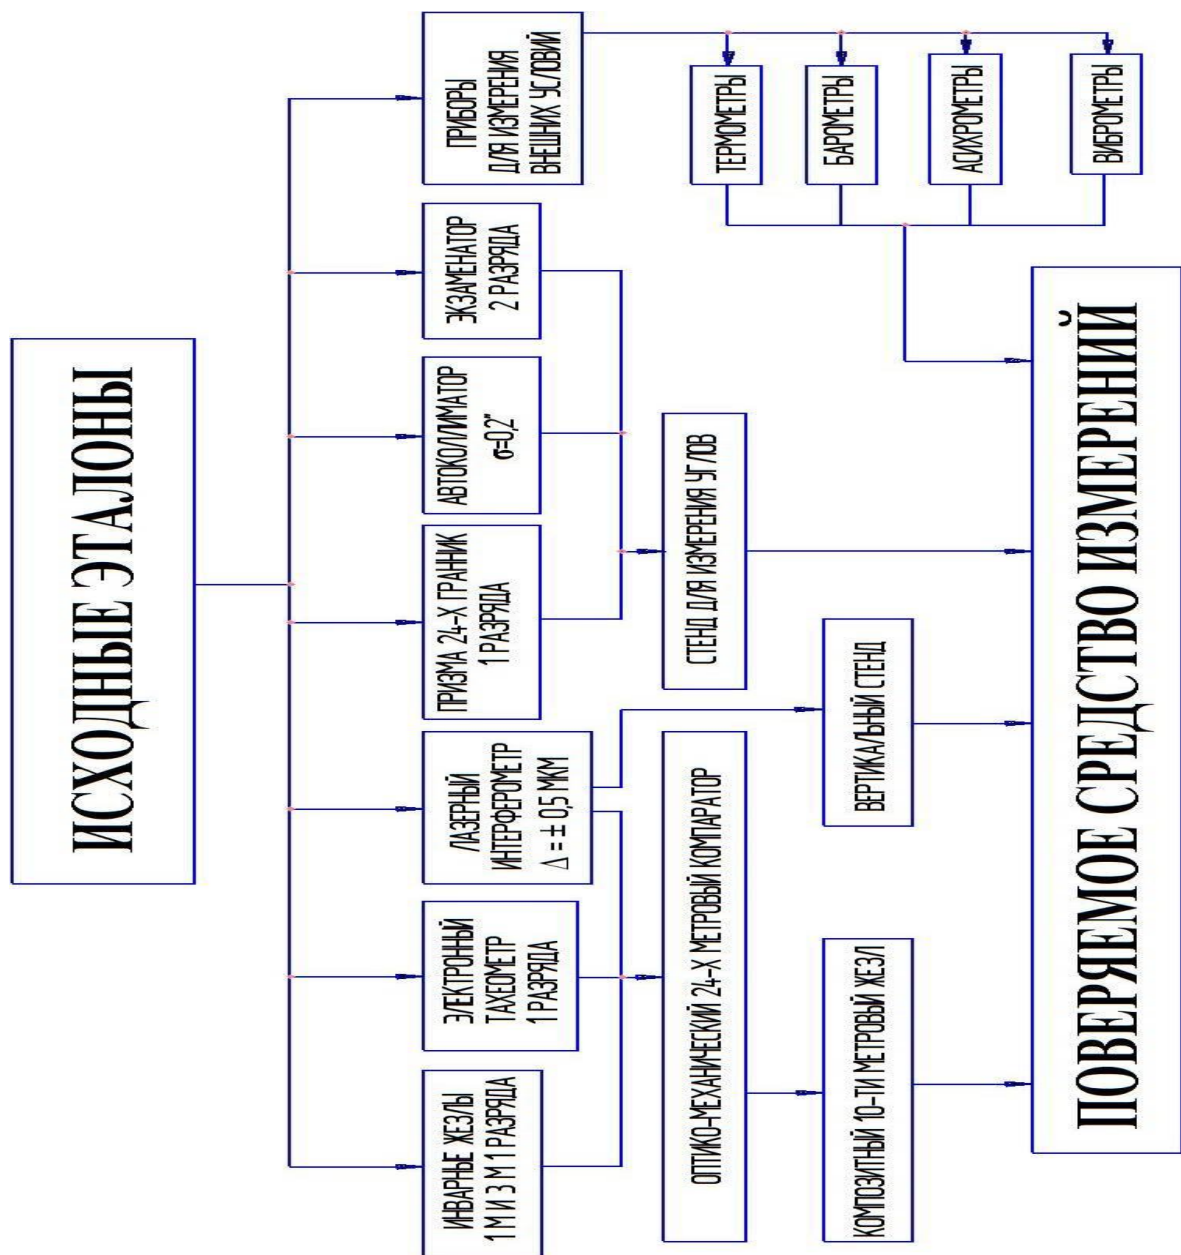 ИСХОДНЫЕ ЭТАЛОНЫ
ИНВАРНЬЕ ЖЕЗЛЫ
1 М И 3 М 1 РАЗРЯДА
ЭЛЕКТРОННЫЙ
ТАХЕОМЕТР
1 РАЗРЯДА
ЛАЗЕРНЫЙ
ИНТЕРФЕРОМЕТР
Δ = ± 0,5 МКМ
ПРИЗМА 24-Х ГРАННИК
1 РАЗРЯДА
АВТОКОЛЛИМАТОР
σ=0,2"
ЭКЗАМЕНАТОР
2 РАЗРЯДА
ПРИБОРЫ
ДЛЯ ИЗМЕРЕНИЯ
ВНЕШНИХ УСЛОВИЙ
ОПТИКО-МЕХАНИЧЕСКИЙ 24-Х МЕТРОВЫЙ КОМПАРАТОР
СТЕНД ДЛЯ ИЗМЕРЕНИЯ УГЛОВ
ТЕРМОМЕТРЫ
БАРОМЕТРЫ
АСИХРОМЕТРЫ
ВИБРОМЕТРЫ
КОМПОЗИТНЫЙ 10-ТИ МЕТРОВЫЙ ЖЕЗЛ
ВЕРТИКАЛЬНЫЙ СТЕНД
ПОВЕРЯЕМОЕ СРЕДСТВО ИЗМЕРЕНИЙ